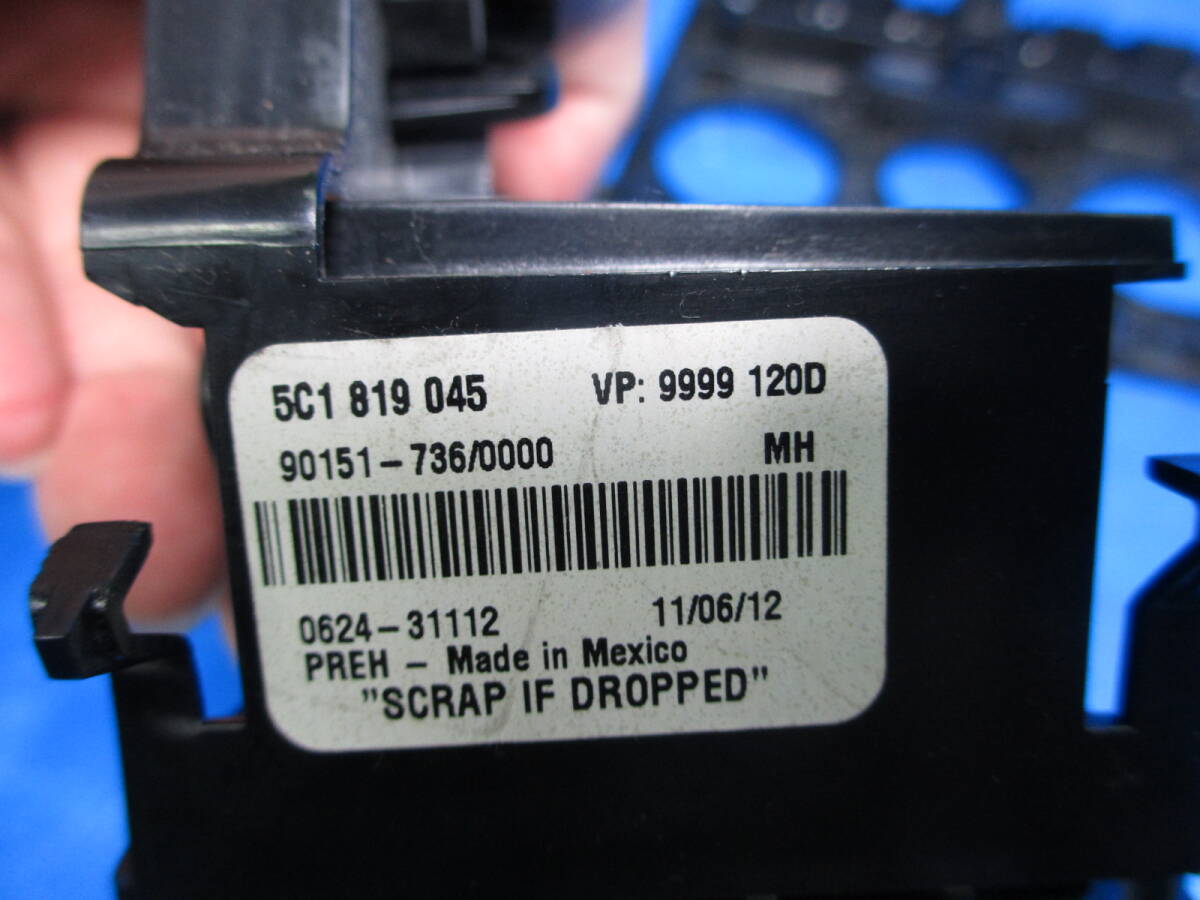 5C1 819 045 VP: 9999 120D
90151-736/0000 MH
0624-31112 11/06/12
PREH - Made in Mexico
"SCRAP IF DROPPED"